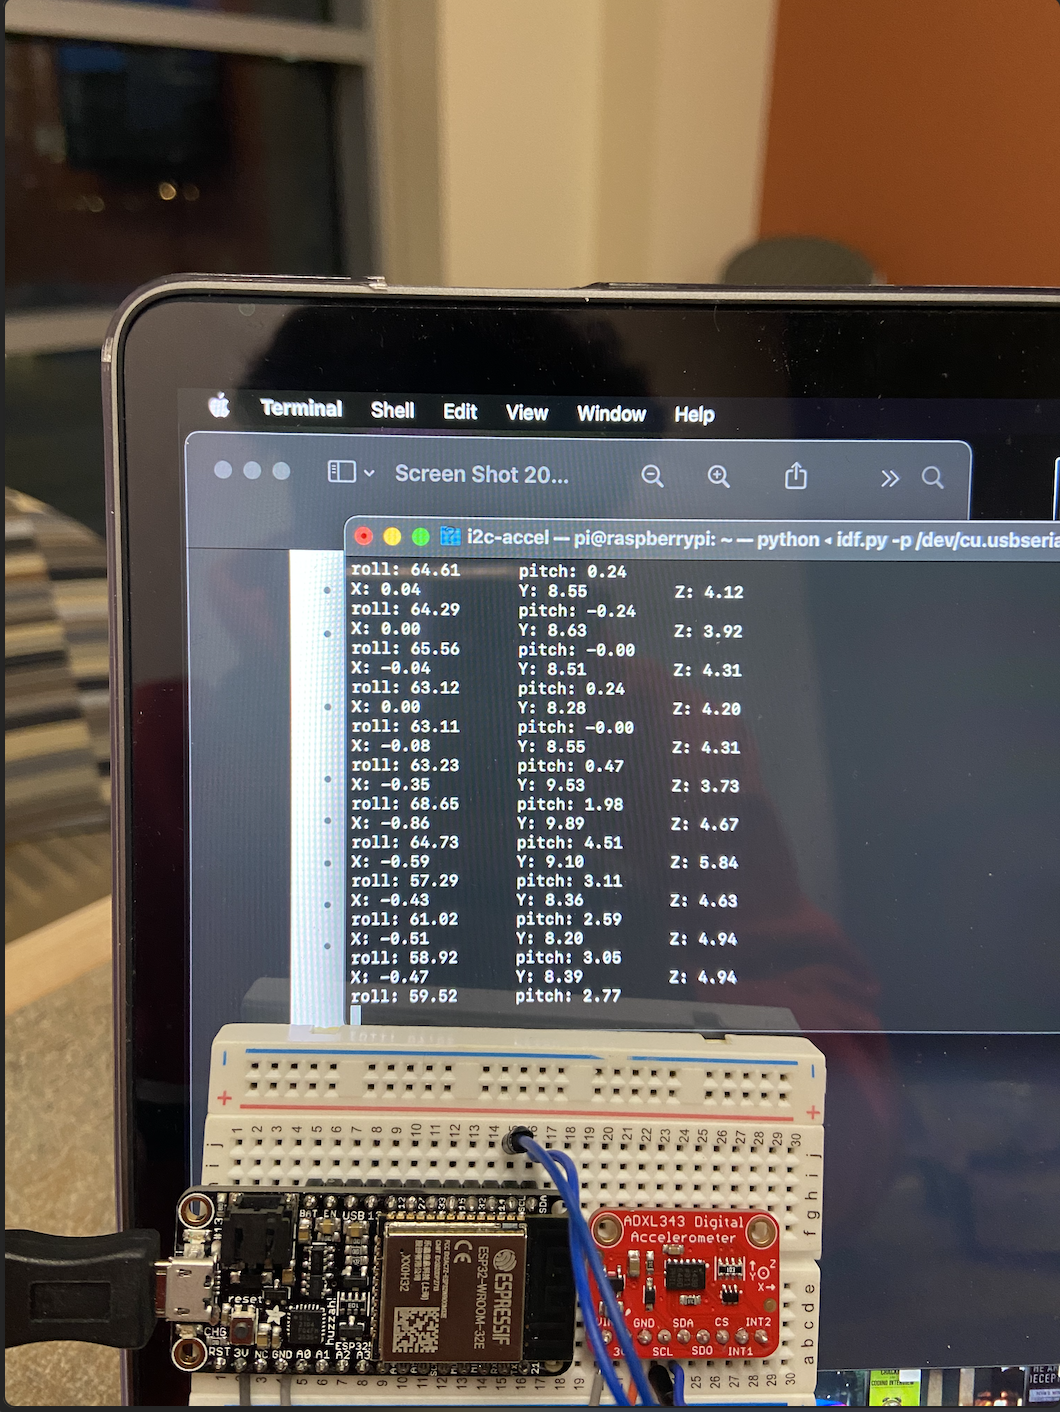 Terminal Shell Edit View Window Help
Screen Shot 20...
i2c-accel — pi@raspberrypi: ~ — python ◂ idf.py -p /dev/cu.usbseria
roll: 64.61 pitch: 0.24
X: 0.04 Y: 8.55 Z: 4.12
roll: 64.29 pitch: -0.24
X: 0.00 Y: 8.63 Z: 3.92
roll: 65.56 pitch: -0.00
X: -0.04 Y: 8.51 Z: 4.31
roll: 63.12 pitch: 0.24
X: 0.00 Y: 8.28 Z: 4.20
roll: 63.11 pitch: -0.00
X: -0.08 Y: 8.55 Z: 4.31
roll: 63.23 pitch: 0.47
X: -0.35 Y: 9.53 Z: 3.73
roll: 68.65 pitch: 1.98
X: -0.86 Y: 9.89 Z: 4.67
roll: 64.73 pitch: 4.51
X: -0.59 Y: 9.10 Z: 5.84
roll: 57.29 pitch: 3.11
X: -0.43 Y: 8.36 Z: 4.63
roll: 61.02 pitch: 2.59
X: -0.51 Y: 8.20 Z: 4.94
roll: 58.92 pitch: 3.05
X: -0.47 Y: 8.39 Z: 4.94
roll: 59.52 pitch: 2.77
1 2 3 4 5 6 7 8 9 10 11 12 13 14 17 18 19 20 21 22 23 24 25 26 27 28 29 30
j i j i h g f
BAT EN USB
SCL SDA
ESPRESSIF
ESP32-WROOM-32E
CE
reset
CHG
huzzah!
ESP32
RST 3V NC GND A0 A1 A2 A3
ADXL343 Digital
Accelerometer
Z
Y
X
GND SDA CS INT2
SCL SDO INT1
e d c b a
25 26 27 28 29 30